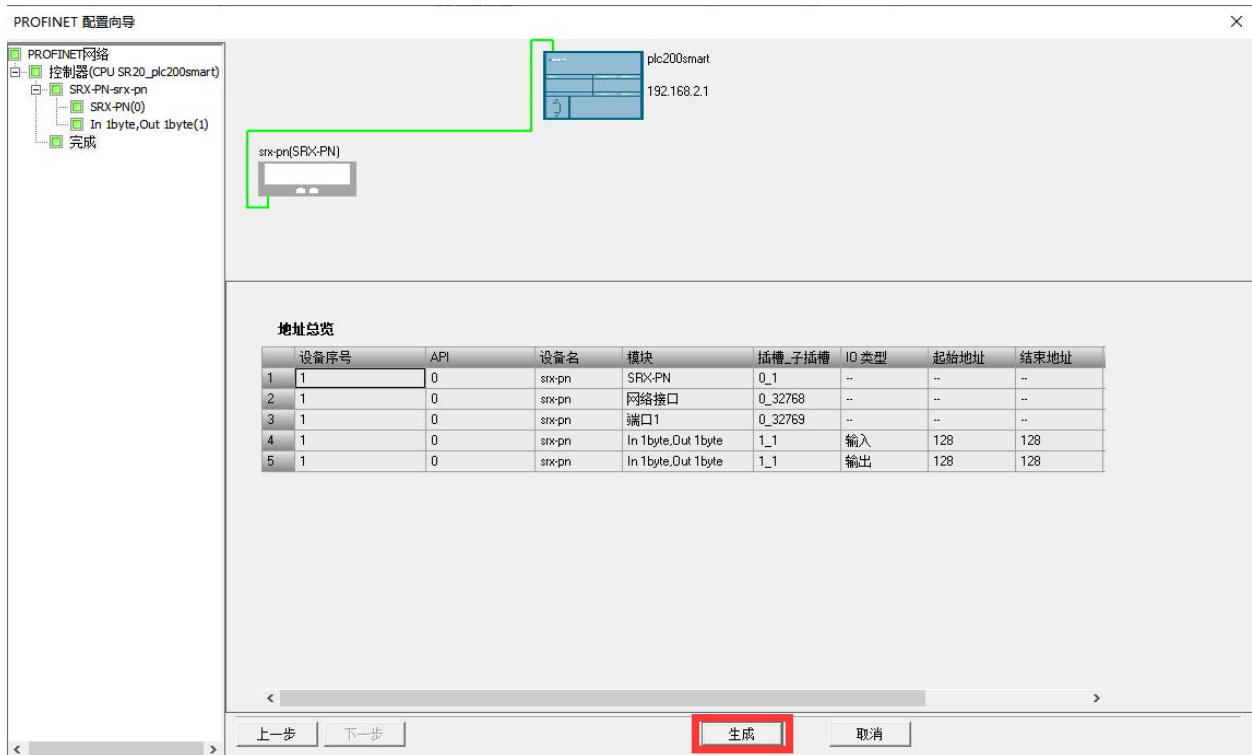 PROFINET 配置向导
PROFINET网络
控制器(CPU SR20_plc200smart)
SRX-PN-srx-pn
SRX-PN(0)
In 1byte,Out 1byte(1)
完成
plc200smart
192.168.2.1
srx-pn(SRX-PN)
地址总览
设备序号 API 设备名 模块 插槽_子插槽 IO 类型 起始地址 结束地址
1 1 0 srx-pn SRX-PN 0_1 -- -- --
2 1 0 srx-pn 网络接口 0_32768 -- -- --
3 1 0 srx-pn 端口1 0_32769 -- -- --
4 1 0 srx-pn In 1byte,Out 1byte 1_1 输入 128 128
5 1 0 srx-pn In 1byte,Out 1byte 1_1 输出 128 128
上一步 下一步 生成 取消